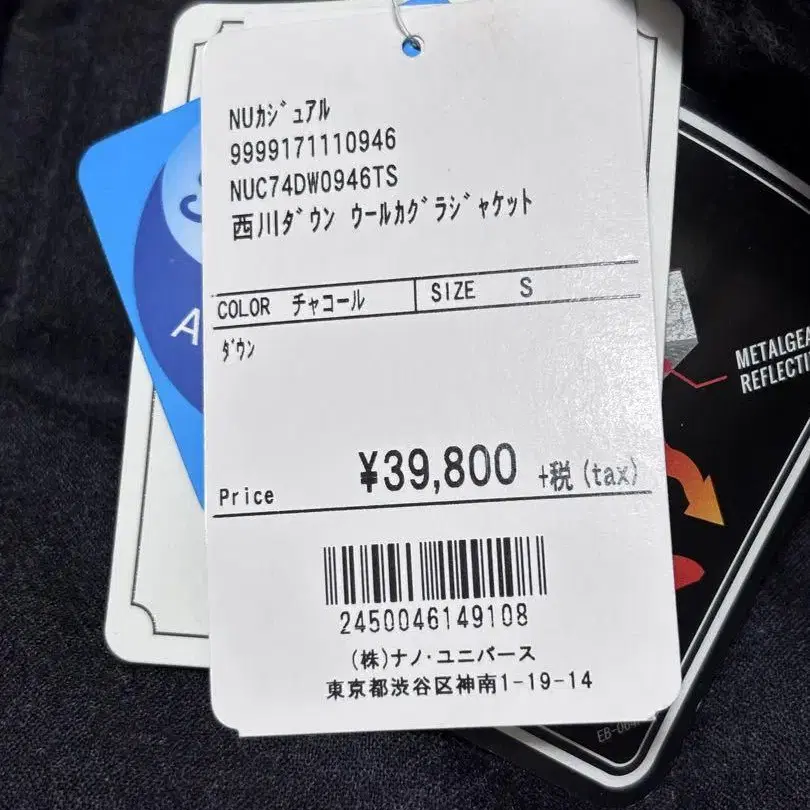 NUカジュアル
9999171110946
NUC74DW0946TS
西川ダウン ウールカグラジャケット
COLOR チャコール SIZE S
ダウン
Price ¥39,800 +税(tax)
2450046149108
(株)ナノ・ユニバース
東京都渋谷区神南1-19-14